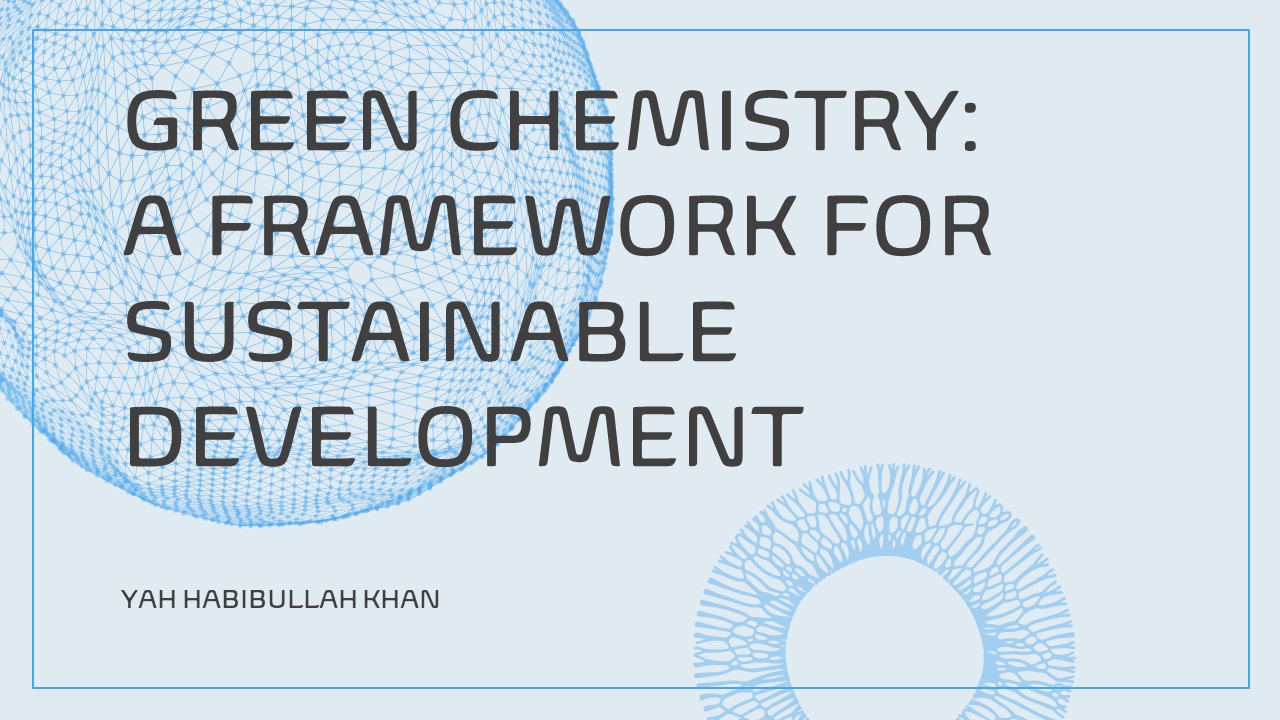 GREEN CHEMISTRY:
A FRAMEWORK FOR
SUSTAINABLE
DEVELOPMENT
YAH HABIBULLAH KHAN